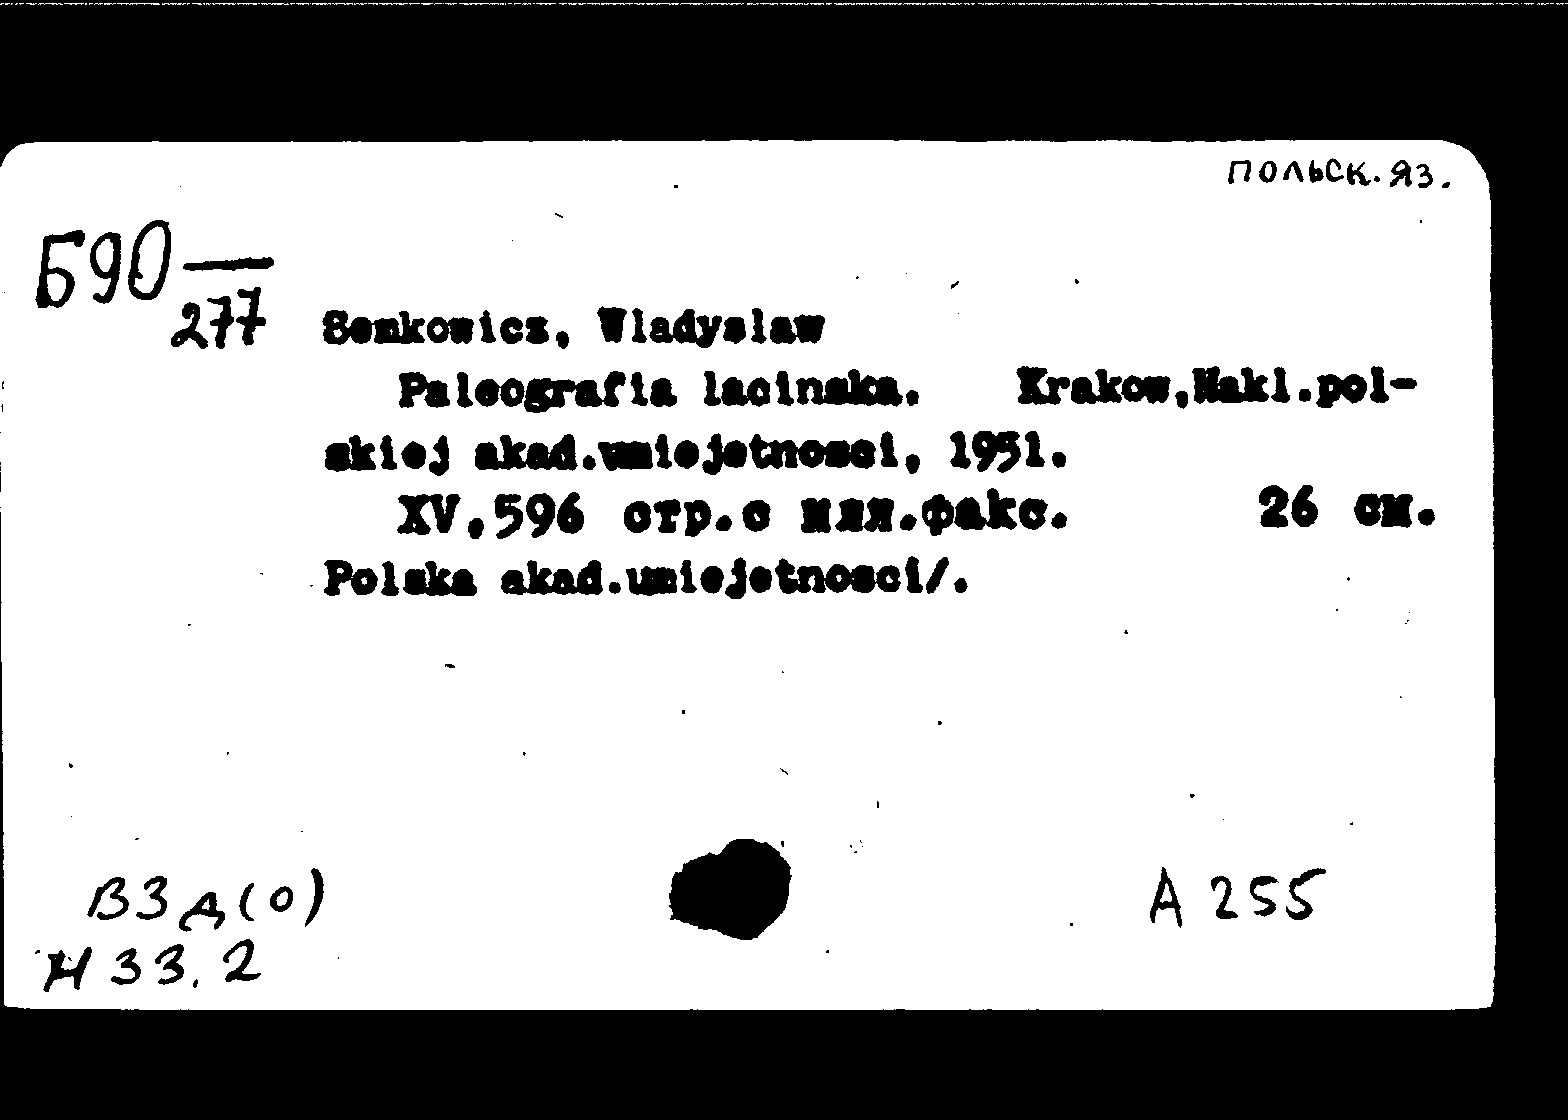 польск. яз.
Б90
277
Semkowicz, Wladyslaw
Paleografia lacinska. Krakow,Nakl.pol-
skiej akad.umiejetnosci, 1951.
XV,596 стр.с илл.факс. 26 см.
Polska akad.umiejetnosci/.
В3д(0)
Н33.2
А 255